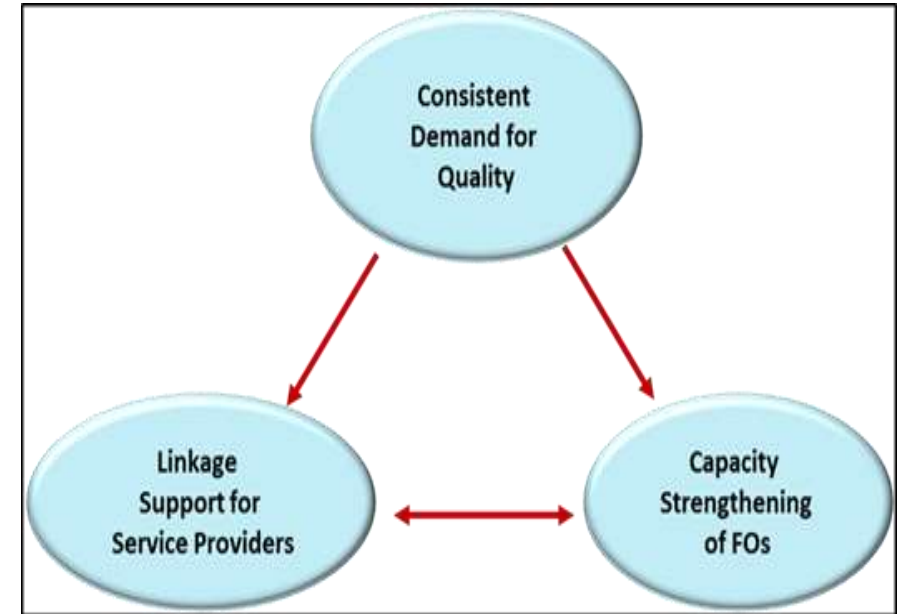 Consistent
Demand for
Quality
Linkage
Support for
Service Providers
Capacity
Strengthening
of FOs